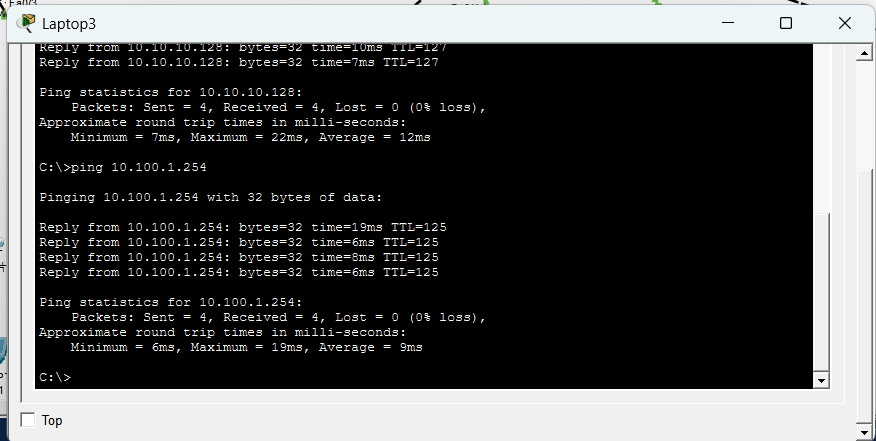 Laptop3
Reply from 10.10.10.128: bytes=32 time=10ms TTL=127
Reply from 10.10.10.128: bytes=32 time=7ms TTL=127
Ping statistics for 10.10.10.128:
Packets: Sent = 4, Received = 4, Lost = 0 (0% loss),
Approximate round trip times in milli-seconds:
Minimum = 7ms, Maximum = 22ms, Average = 12ms
C:\>ping 10.100.1.254
Pinging 10.100.1.254 with 32 bytes of data:
Reply from 10.100.1.254: bytes=32 time=19ms TTL=125
Reply from 10.100.1.254: bytes=32 time=6ms TTL=125
Reply from 10.100.1.254: bytes=32 time=8ms TTL=125
Reply from 10.100.1.254: bytes=32 time=6ms TTL=125
Ping statistics for 10.100.1.254:
Packets: Sent = 4, Received = 4, Lost = 0 (0% loss),
Approximate round trip times in milli-seconds:
Minimum = 6ms, Maximum = 19ms, Average = 9ms
C:\>
Top